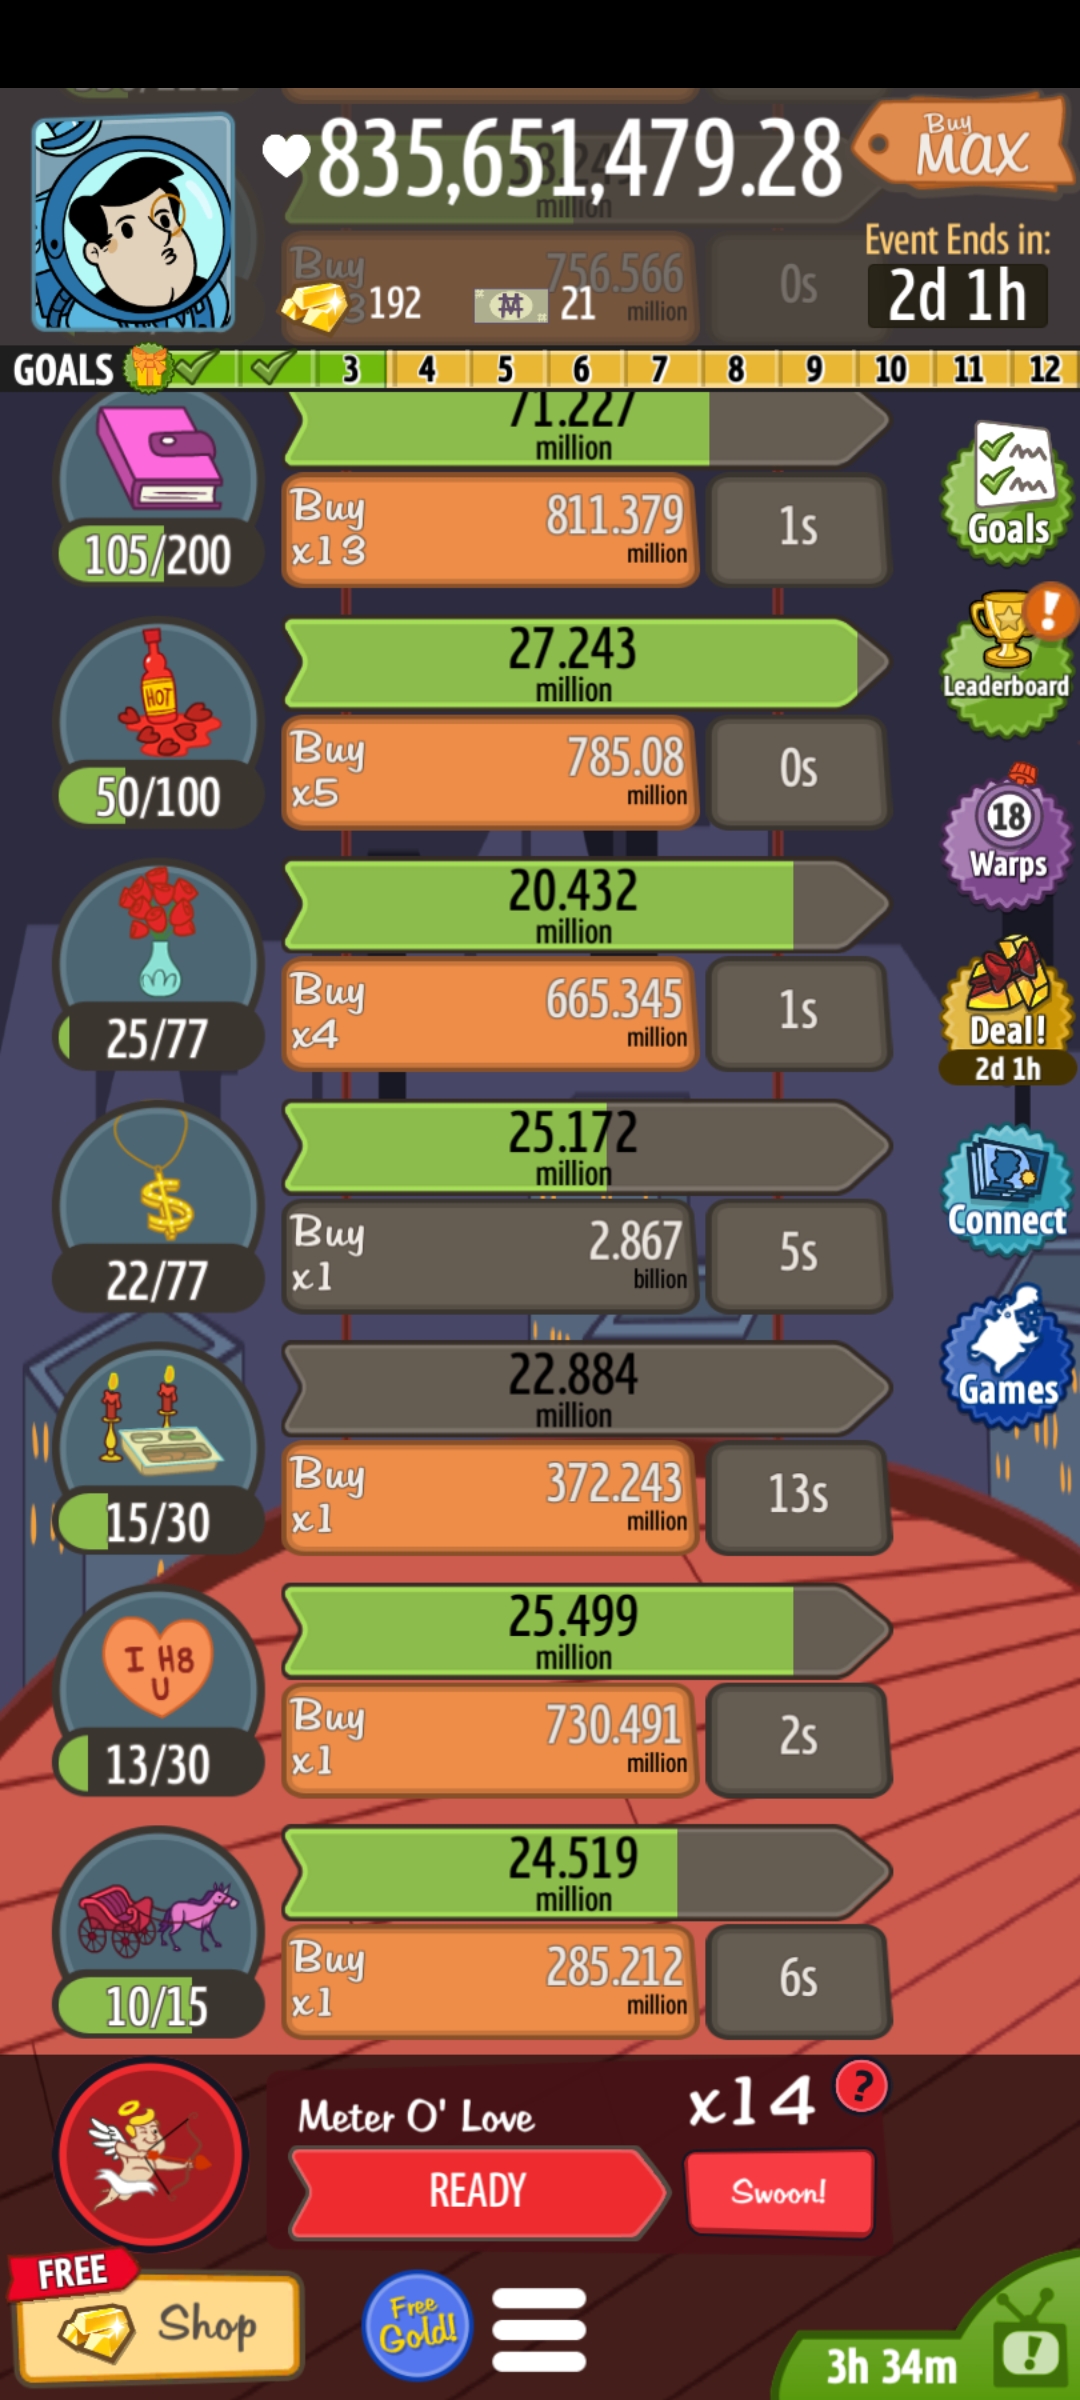 835,651,479.28
Buy
MAX
million
Event Ends in:
2d 1h
Buy
756.566
million
0s
192
21
GOALS 3 4 5 6 7 8 9 10 11 12
71.227
million
Buy
x13
811.379
million
1s
105/200
Goals
27.243
million
HOT
Buy
x5
785.08
million
0s
50/100
Leaderboard
20.432
million
Buy
x4
665.345
million
1s
25/77
18
Warps
Deal!
2d 1h
25.172
million
Buy
x1
2.867
billion
5s
22/77
Connect
22.884
million
Buy
x1
372.243
million
13s
15/30
Games
25.499
million
I H8
U
Buy
x1
730.491
million
2s
13/30
24.519
million
Buy
x1
285.212
million
6s
10/15
Meter O' Love
x14
?
READY
Swoon!
FREE
Shop
Free
Gold!
3h 34m